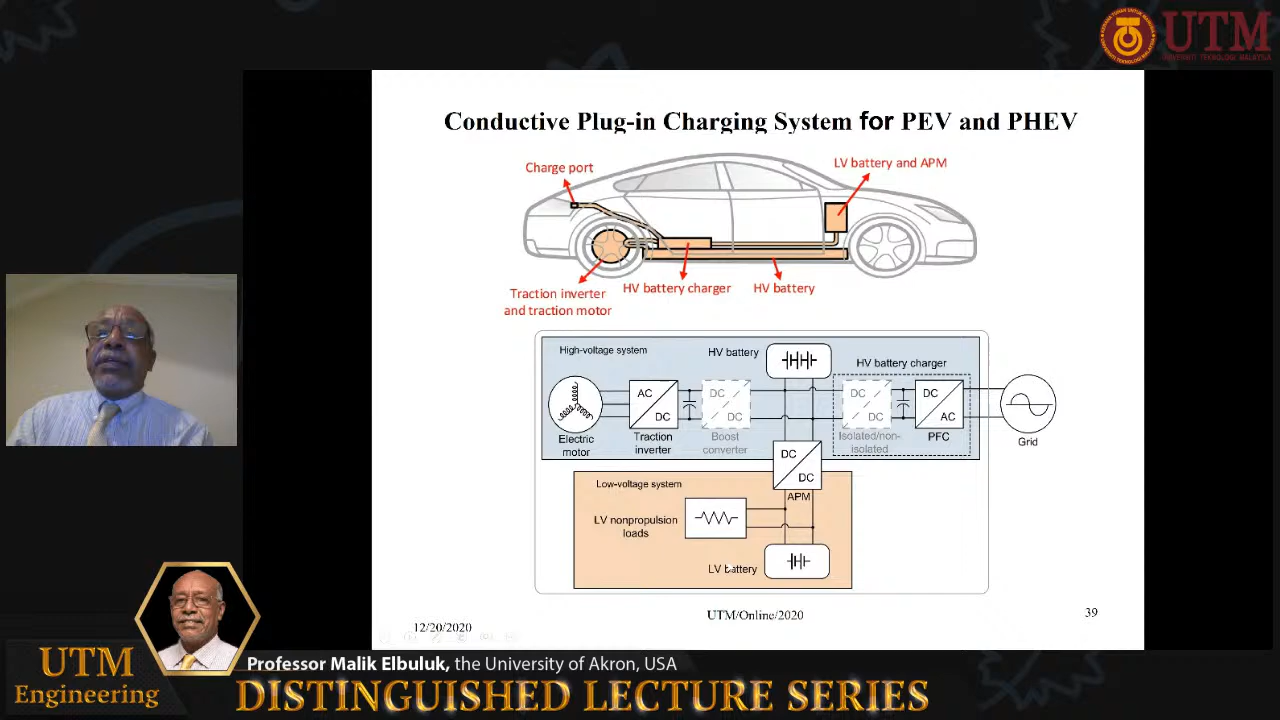 UTM
UNIVERSITI TEKNOLOGI MALAYSIA
Conductive Plug-in Charging System for PEV and PHEV
Charge port
LV battery and APM
Traction inverter
and traction motor
HV battery charger
HV battery
High-voltage system
HV battery
HV battery charger
AC
DC
DC
DC
DC
DC
DC
AC
Electric
motor
Traction
inverter
Boost
converter
Isolated/non-
isolated
PFC
Grid
DC
DC
APM
Low-voltage system
LV nonpropulsion
loads
LV battery
12/20/2020
UTM/Online/2020
39
UTM
Engineering
Professor Malik Elbuluk, the University of Akron, USA
DISTINGUISHED LECTURE SERIES